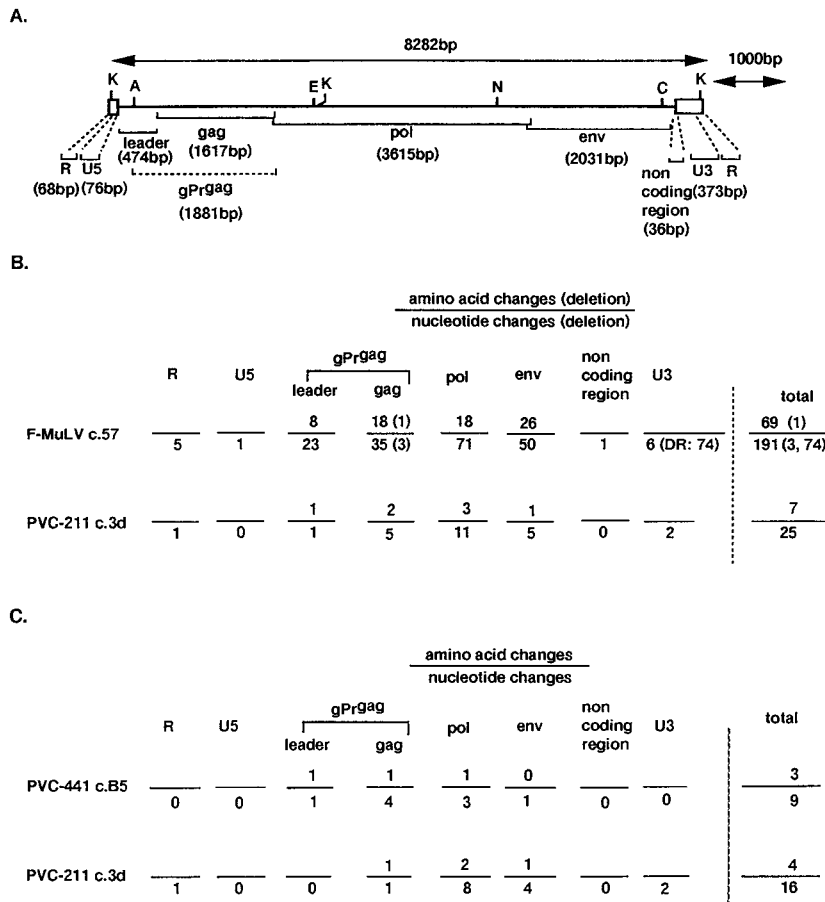 A.
8282bp
1000bp
K A E K N C K
leader
(474bp)
gag
(1617bp)
pol
(3615bp)
env
(2031bp)
R U5
(68bp) (76bp)
gPrgag
(1881bp)
non
coding
region
(36bp)
U3 R
(373bp)
B.
amino acid changes (deletion)
nucleotide changes (deletion)
gPrgag
R U5 leader gag pol env non coding region U3 total
F-MuLV c.57
8 18 (1) 18 26 69 (1)
5 1 23 35 (3) 71 50 1 6 (DR: 74) 191 (3, 74)
PVC-211 c.3d
1 2 3 1 7
1 0 1 5 11 5 0 2 25
C.
amino acid changes
nucleotide changes
gPrgag
R U5 leader gag pol env non coding region U3 total
PVC-441 c.B5
1 1 1 0 3
0 0 1 4 3 1 0 0 9
PVC-211 c.3d
1 2 1 4
1 0 0 1 8 4 0 2 16